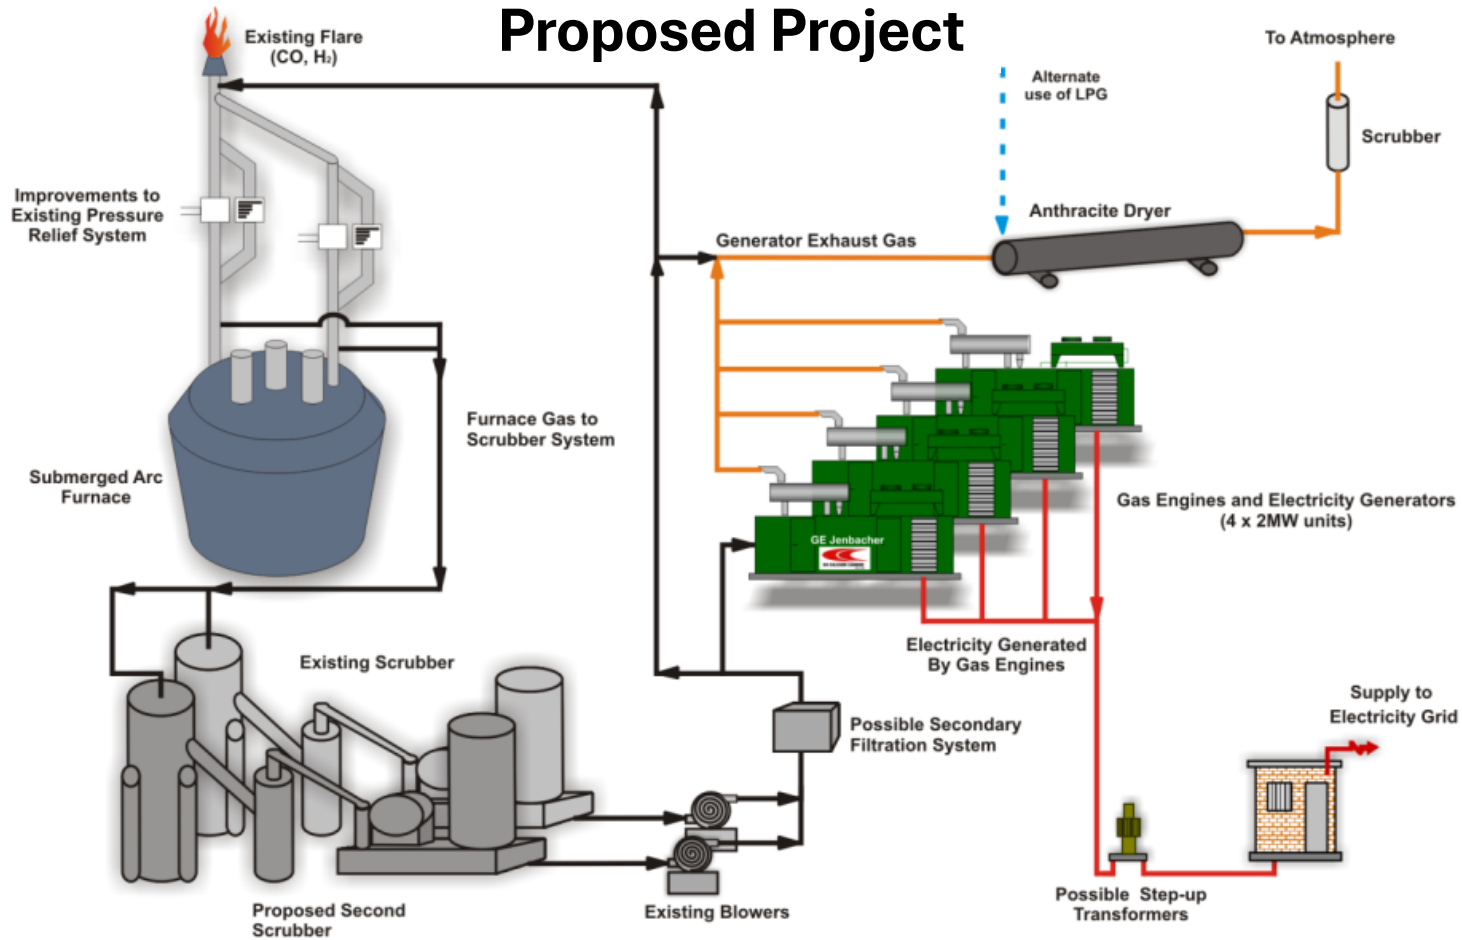 Proposed Project
Existing Flare
(CO, H₂)
To Atmosphere
Alternate
use of LPG
Scrubber
Improvements to
Existing Pressure
Relief System
Anthracite Dryer
Generator Exhaust Gas
Furnace Gas to
Scrubber System
Submerged Arc
Furnace
Gas Engines and Electricity Generators
(4 x 2MW units)
GE Jenbacher
Electricity Generated
By Gas Engines
Existing Scrubber
Supply to
Electricity Grid
Possible Secondary
Filtration System
Possible Step-up
Transformers
Existing Blowers
Proposed Second
Scrubber